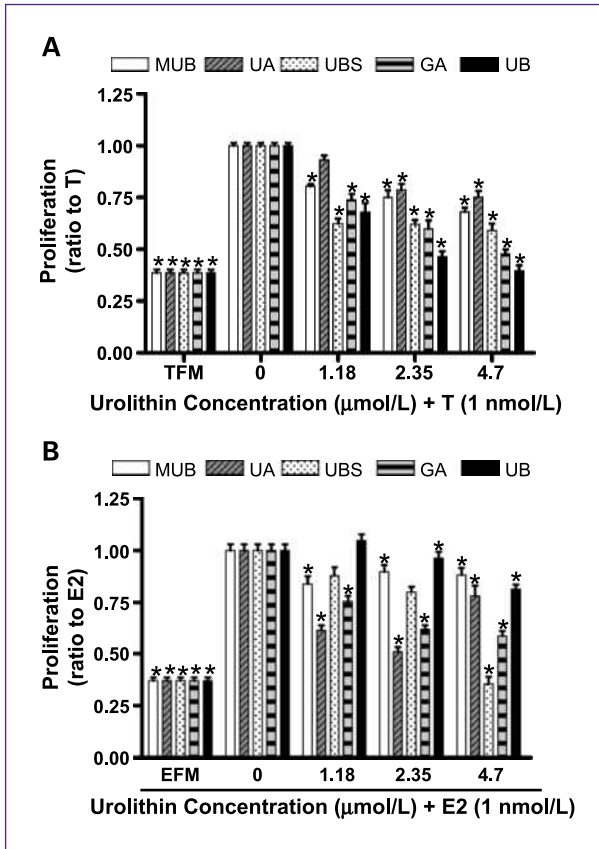 A
MUB UA UBS GA UB
1.25
1.00
0.75
0.50
0.25
0.00
Proliferation
(ratio to T)
* * * * *
* * * *
* * * * *
* * * * *
TFM 0 1.18 2.35 4.7
Urolithin Concentration (μmol/L) + T (1 nmol/L)
B
MUB UA UBS GA UB
1.25
1.00
0.75
0.50
0.25
0.00
Proliferation
(ratio to E2)
* * * * *
* * *
* * * *
* * * * *
EFM 0 1.18 2.35 4.7
Urolithin Concentration (μmol/L) + E2 (1 nmol/L)